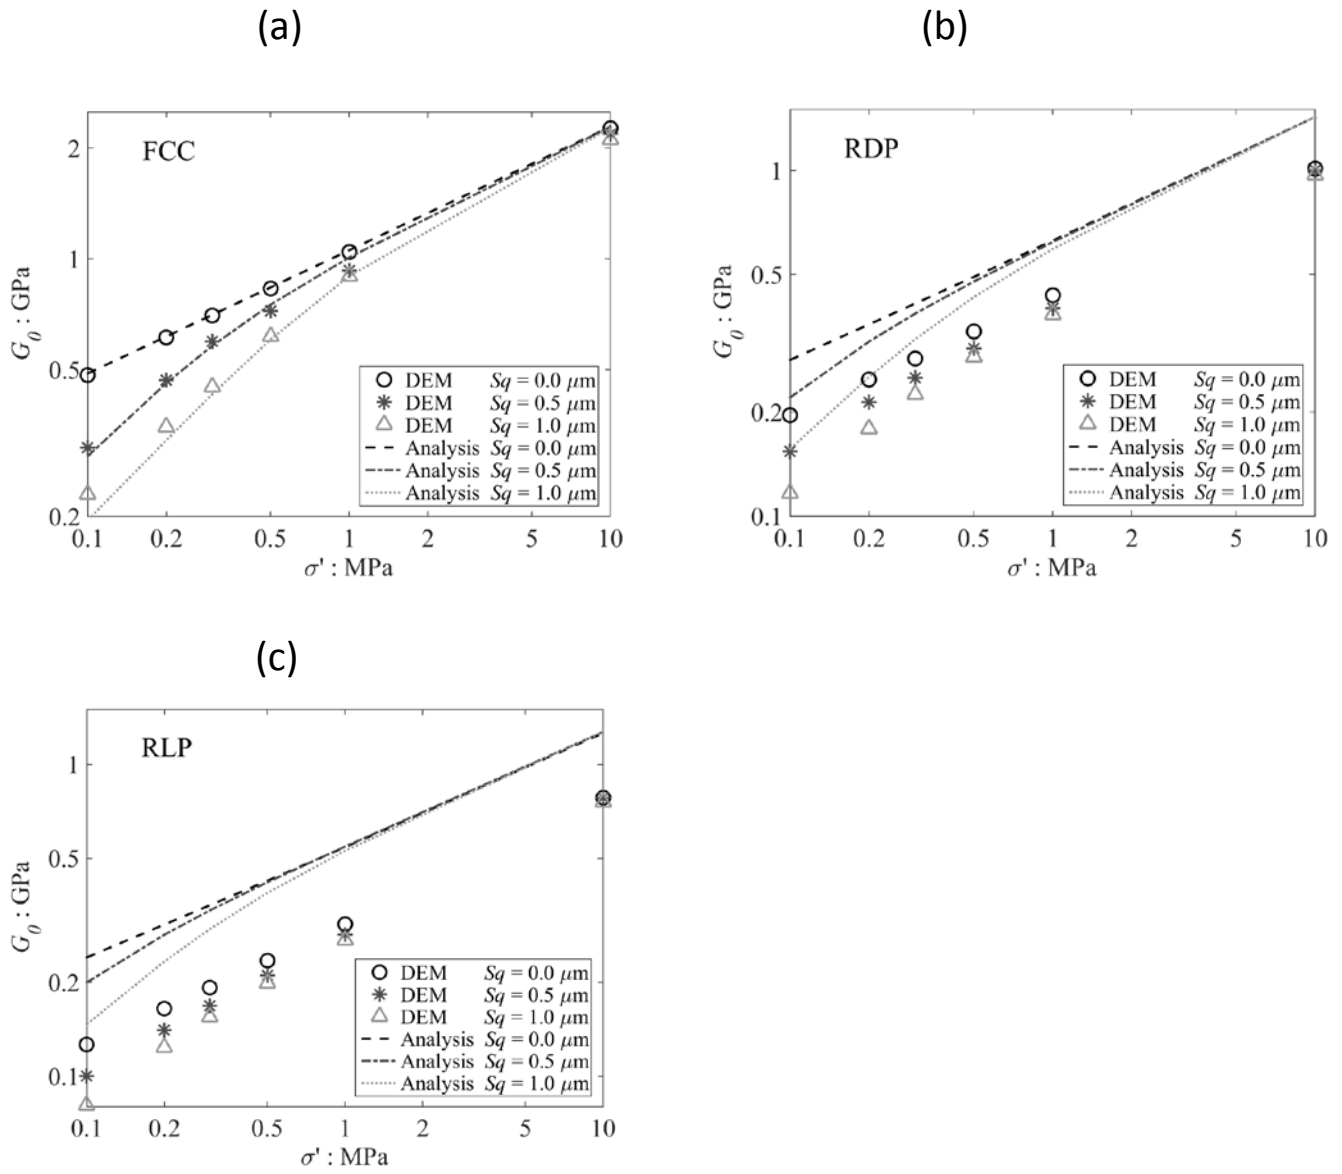 (a)
FCC
2
1
0.5
0.2
G0 : GPa
DEM Sq = 0.0 μm
DEM Sq = 0.5 μm
DEM Sq = 1.0 μm
Analysis Sq = 0.0 μm
Analysis Sq = 0.5 μm
Analysis Sq = 1.0 μm
0.1 0.2 0.5 1 2 5 10
σ' : MPa
(b)
RDP
1
0.5
0.2
0.1
G0 : GPa
DEM Sq = 0.0 μm
DEM Sq = 0.5 μm
DEM Sq = 1.0 μm
Analysis Sq = 0.0 μm
Analysis Sq = 0.5 μm
Analysis Sq = 1.0 μm
0.1 0.2 0.5 1 2 5 10
σ' : MPa
(c)
RLP
1
0.5
0.2
0.1
G0 : GPa
DEM Sq = 0.0 μm
DEM Sq = 0.5 μm
DEM Sq = 1.0 μm
Analysis Sq = 0.0 μm
Analysis Sq = 0.5 μm
Analysis Sq = 1.0 μm
0.1 0.2 0.5 1 2 5 10
σ' : MPa